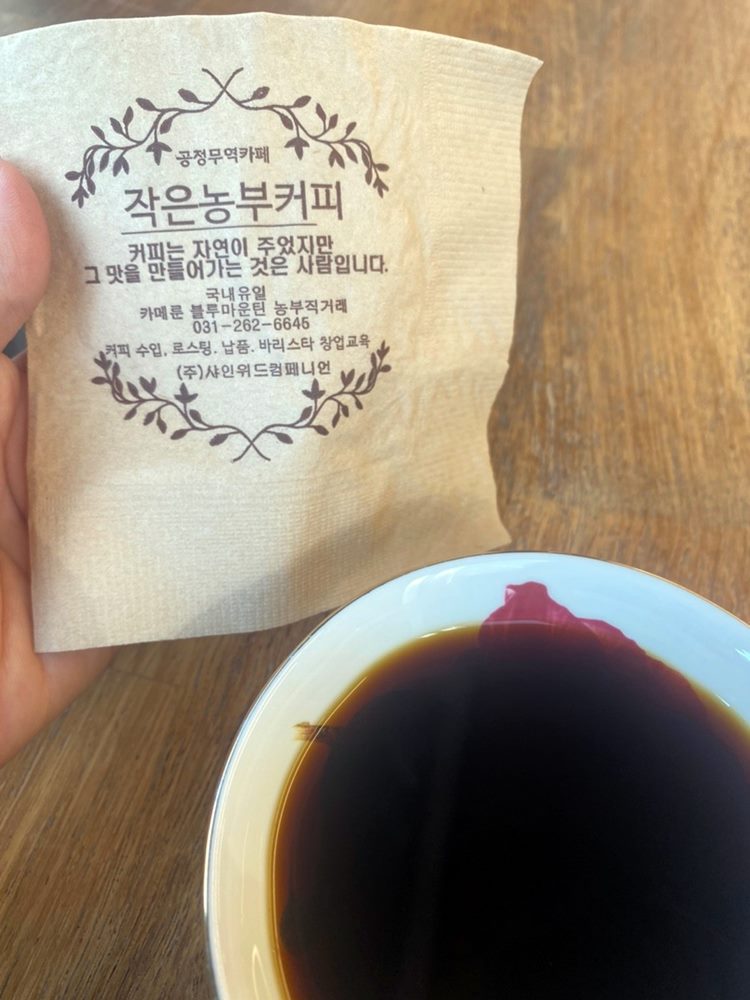 공정무역카페
작은농부커피
커피는 자연이 주었지만
그 맛을 만들어가는 것은 사람입니다.
국내유일
카메룬 블루마운틴 농부직거래
031-262-6645
커피 수입, 로스팅. 납품. 바리스타 창업교육
(주)샤인위드컴패니언